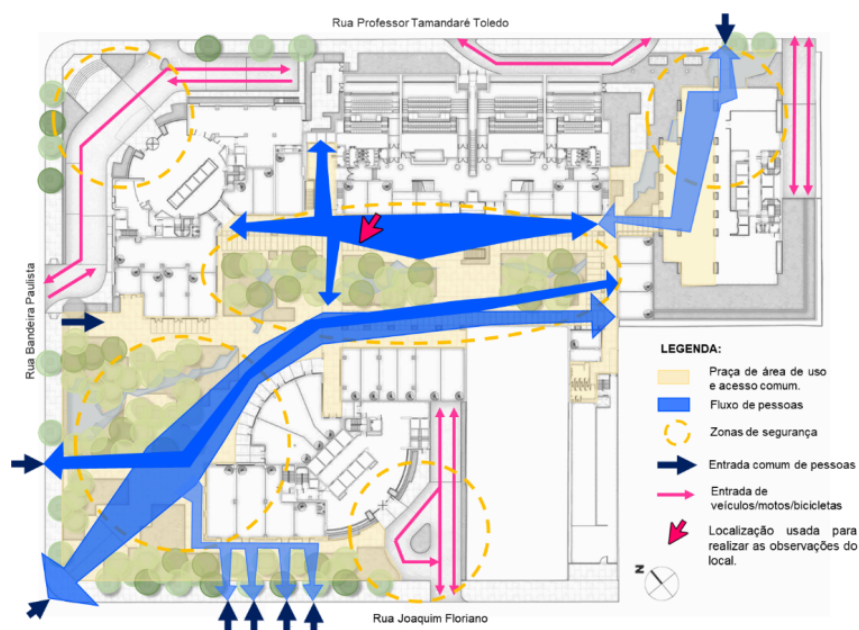 Rua Professor Tamandaré Toledo
Rua Bandeira Paulista
LEGENDA:
Praça de área de uso
e acesso comum.
Fluxo de pessoas
Zonas de segurança
Entrada comum de pessoas
Entrada de
veículos/motos/bicicletas
Localização usada para
realizar as observações do
local.
N
Rua Joaquim Floriano